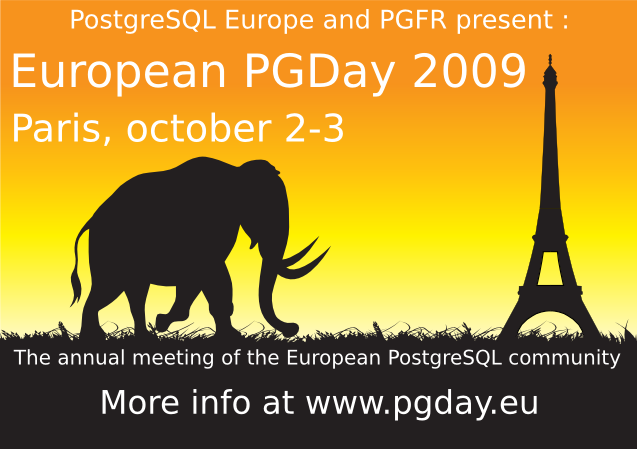 PostgreSQL Europe and PGFR present :
European PGDay 2009
Paris, october 2-3
The annual meeting of the European PostgreSQL community
More info at www.pgday.eu